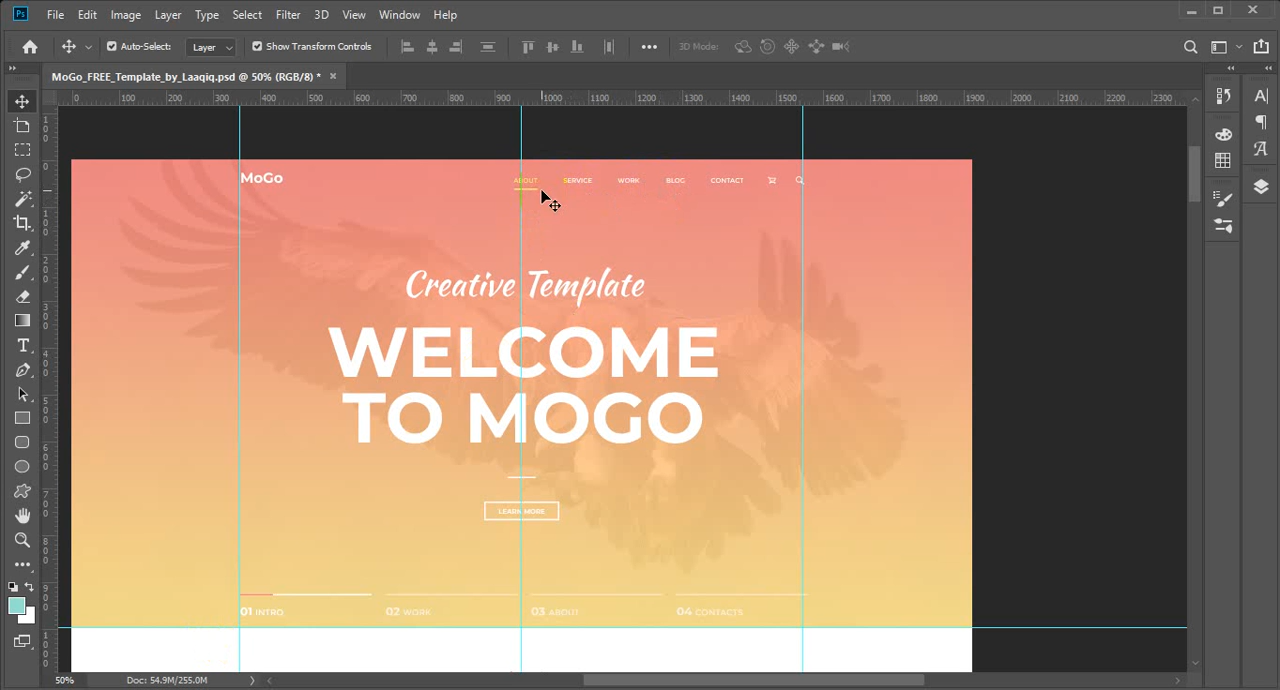 Ps File Edit Image Layer Type Select Filter 3D View Window Help
Auto-Select: Layer Show Transform Controls 3D Mode:
MoGo_FREE_Template_by_Laaqiq.psd @ 50% (RGB/8) *
0 100 200 300 400 500 600 700 800 900 1000 1100 1200 1300 1400 1500 1600 1700 1800 1900 2000 2100 2200 2300
MoGo ABOUT SERVICE WORK BLOG CONTACT
Creative Template
WELCOME
TO MOGO
LEARN MORE
01 INTRO 02 WORK 03 ABOUT 04 CONTACTS
50% Doc: 54.9M/255.0M